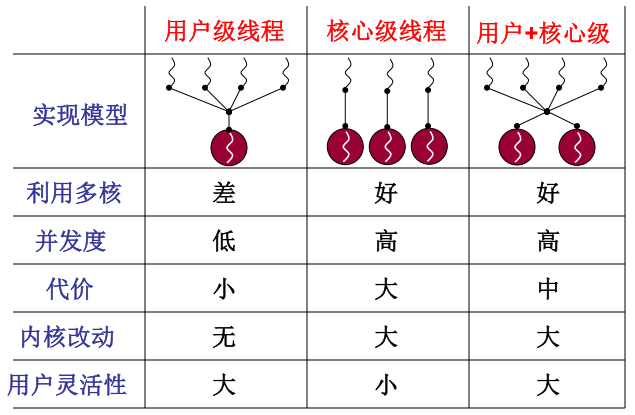 用户级线程 核心级线程 用户+核心级
实现模型
利用多核 差 好 好
并发度 低 高 高
代价 小 大 中
内核改动 无 大 大
用户灵活性 大 小 大